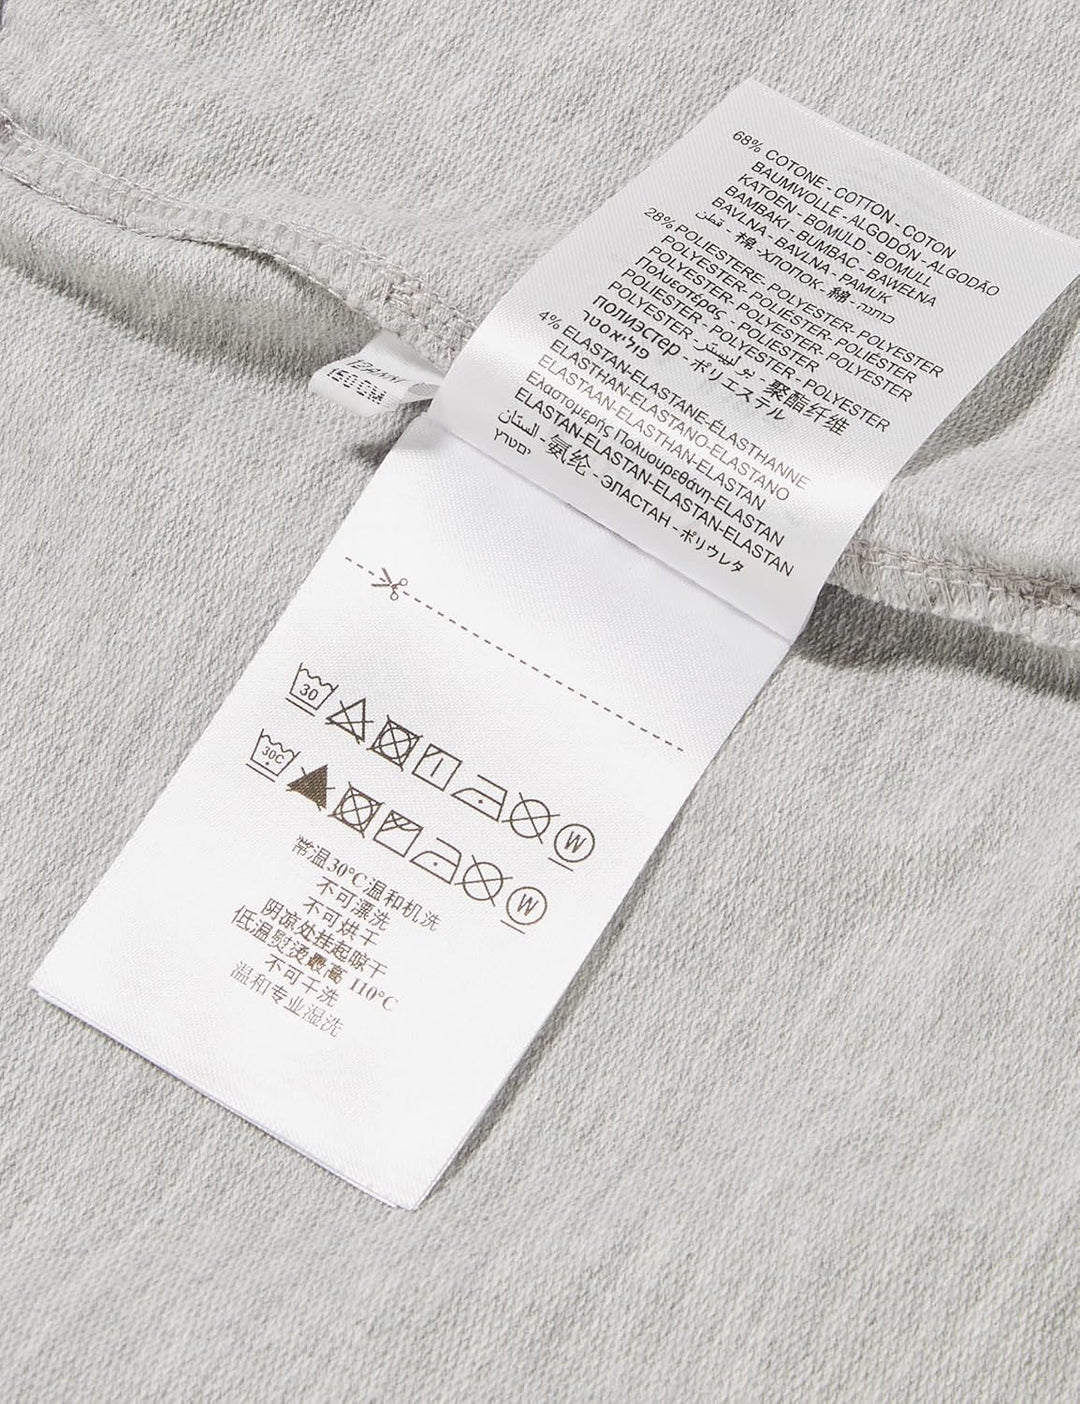 68% COTONE - COTTON - COTON
BAUMWOLLE - ALGODÓN - ALGODÃO
KATOEN - BOMULD - BOMULL
BAMBAKI - BUMBAC - BAWEŁNA
BAVLNA - BAVLNA - PAMUK
قطن - 棉 -ХЛОПОК- 綿 - כותנה
28% POLIESTERE- POLYESTER- POLYESTER
POLYESTER - POLIÉSTER - POLIÉSTER
POLYESTER- POLYESTER - POLYESTER
Πολυεστέρας - POLYESTER - POLYESTER
POLIESTER - POLYESTER - POLYESTER
POLYESTER - بوليستر - 聚酯纤维
полиэстер - ポリエステル
פוליאסטר
4% ELASTAN-ELASTANE-ÉLASTHANNE
ELASTHAN-ELASTANO-ELASTANO
ELASTAAN-ELASTHAN-ELASTAN
Ελαστομερής Πολυουρεθάνη-ELASTAN
ELASTAN-ELASTAN-ELASTAN-ELASTAN
الستان - 氨纶 - ЭЛАСТАН - ポリウレタ
30
W
30C
W
常温30°C温和机洗
不可漂洗
不可烘干
阴凉处挂起晾干
低温熨烫最高 110°C
不可干洗
温和专业湿洗